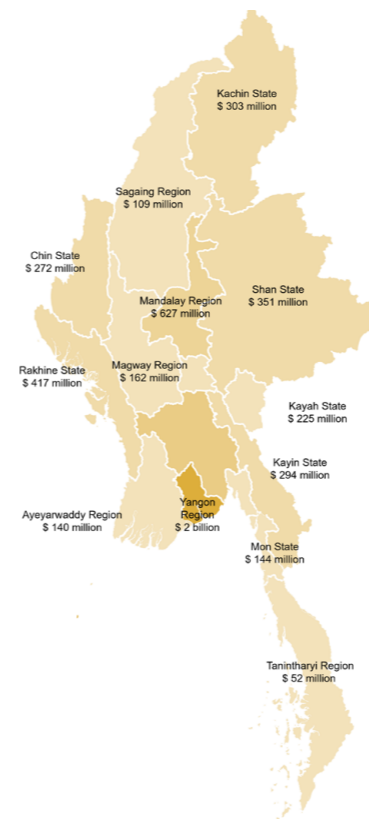 Kachin State
$ 303 million
Sagaing Region
$ 109 million
Chin State
$ 272 million
Shan State
$ 351 million
Mandalay Region
$ 627 million
Magway Region
$ 162 million
Rakhine State
$ 417 million
Kayah State
$ 225 million
Kayin State
$ 294 million
Yangon
Region
$ 2 billion
Ayeyarwaddy Region
$ 140 million
Mon State
$ 144 million
Tanintharyi Region
$ 52 million